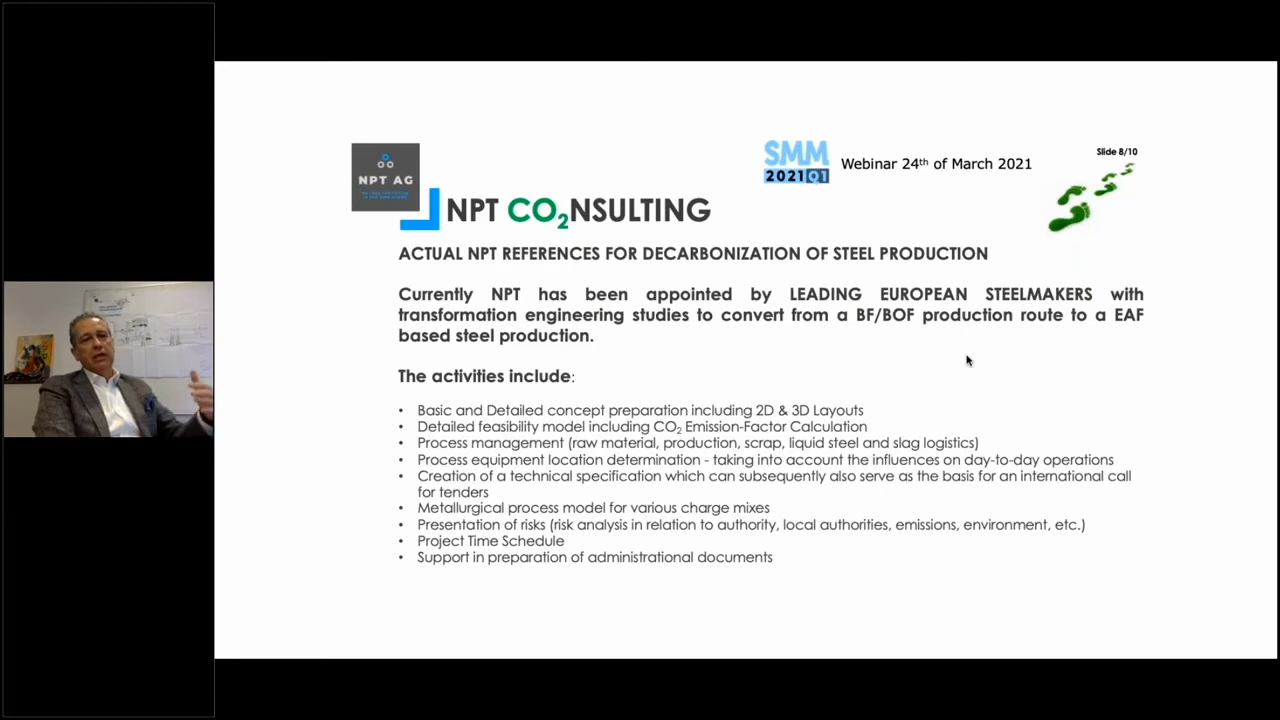 NPT AG
SMM
2021Q1
Webinar 24th of March 2021
Slide 8/10
NPT CO2NSULTING
ACTUAL NPT REFERENCES FOR DECARBONIZATION OF STEEL PRODUCTION
Currently NPT has been appointed by LEADING EUROPEAN STEELMAKERS with
transformation engineering studies to convert from a BF/BOF production route to a EAF
based steel production.
The activities include:
• Basic and Detailed concept preparation including 2D & 3D Layouts
• Detailed feasibility model including CO2 Emission-Factor Calculation
• Process management (raw material, production, scrap, liquid steel and slag logistics)
• Process equipment location determination - taking into account the influences on day-to-day operations
• Creation of a technical specification which can subsequently also serve as the basis for an international call
for tenders
• Metallurgical process model for various charge mixes
• Presentation of risks (risk analysis in relation to authority, local authorities, emissions, environment, etc.)
• Project Time Schedule
• Support in preparation of administrational documents